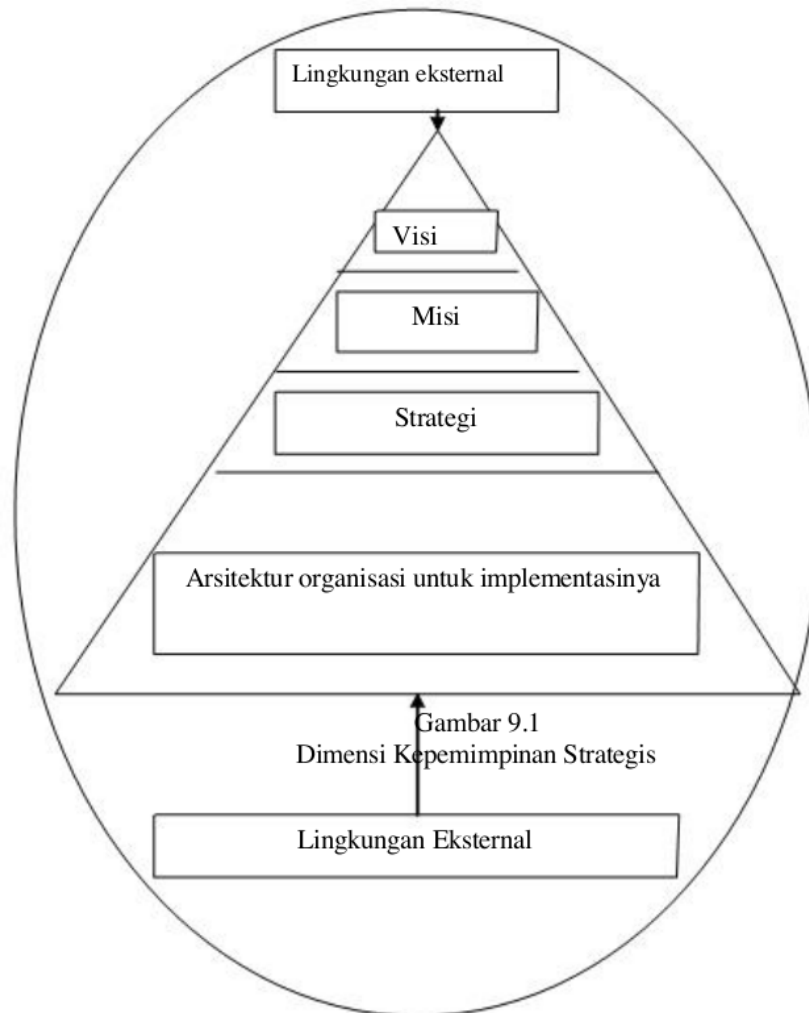 Lingkungan eksternal
Visi
Misi
Strategi
Arsitektur organisasi untuk implementasinya
Gambar 9.1
Dimensi Kepemimpinan Strategis
Lingkungan Eksternal